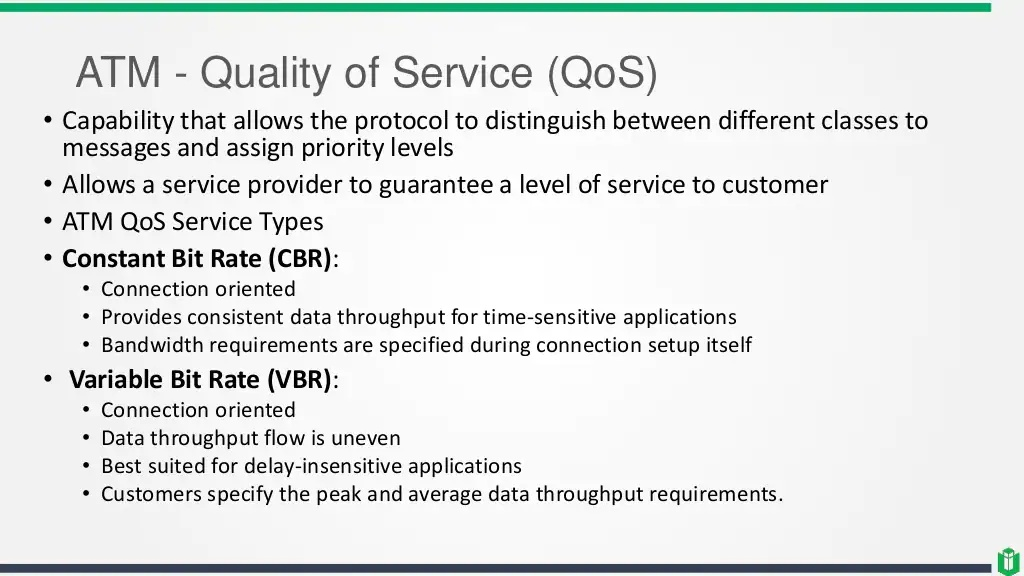 ATM - Quality of Service (QoS)
• Capability that allows the protocol to distinguish between different classes to
messages and assign priority levels
• Allows a service provider to guarantee a level of service to customer
• ATM QoS Service Types
• Constant Bit Rate (CBR):
• Connection oriented
• Provides consistent data throughput for time-sensitive applications
• Bandwidth requirements are specified during connection setup itself
• Variable Bit Rate (VBR):
• Connection oriented
• Data throughput flow is uneven
• Best suited for delay-insensitive applications
• Customers specify the peak and average data throughput requirements.